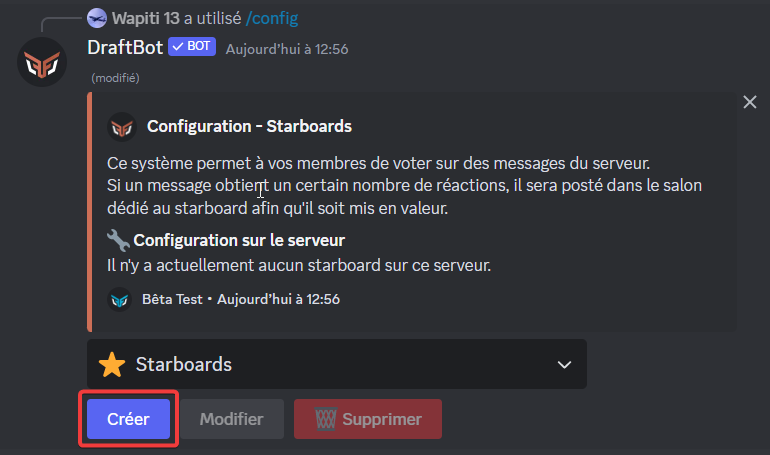 Wapiti 13 a utilisé /config
DraftBot BOT Aujourd'hui à 12:56
(modifié)
Configuration - Starboards
Ce système permet à vos membres de voter sur des messages du serveur.
Si un message obtient un certain nombre de réactions, il sera posté dans le salon
dédié au starboard afin qu'il soit mis en valeur.
Configuration sur le serveur
Il n'y a actuellement aucun starboard sur ce serveur.
Bêta Test • Aujourd'hui à 12:56
Starboards
Créer Modifier Supprimer